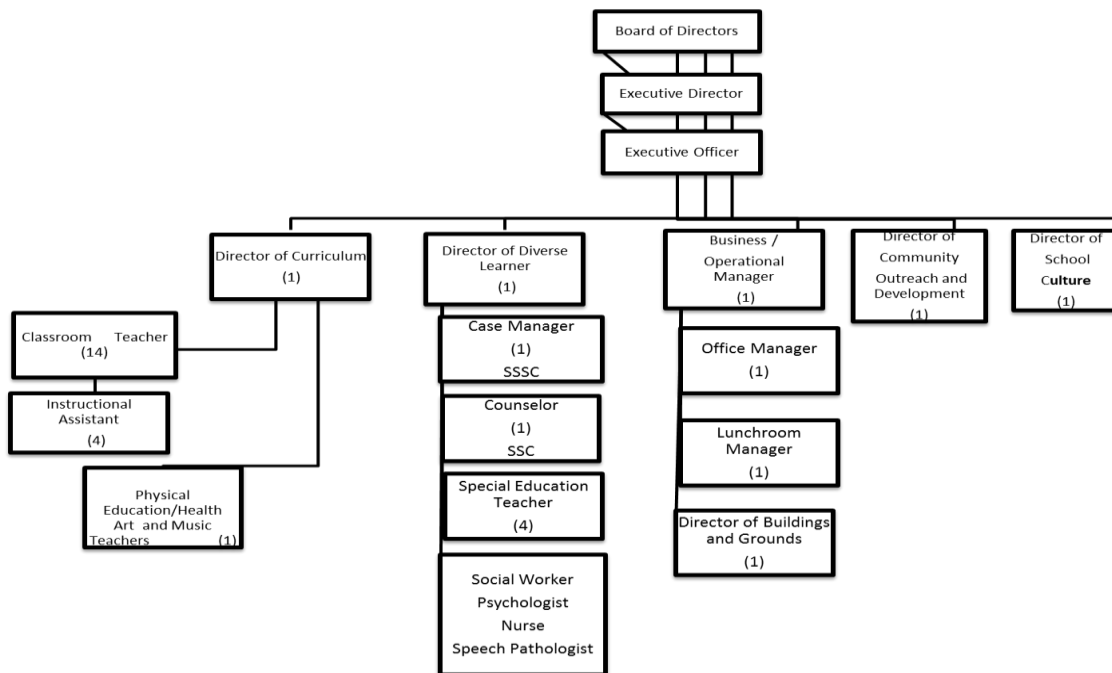 Board of Directors
Executive Director
Executive Officer
Director of Curriculum
(1)
Director of Diverse
Learner
(1)
Business /
Operational
Manager
(1)
Director of
Community
Outreach and
Development
(1)
Director of
School
Culture
(1)
Classroom Teacher
(14)
Instructional
Assistant
(4)
Physical
Education/Health
Art and Music
Teachers (1)
Case Manager
(1)
SSSC
Counselor
(1)
SSC
Special Education
Teacher
(4)
Social Worker
Psychologist
Nurse
Speech Pathologist
Office Manager
(1)
Lunchroom
Manager
(1)
Director of Buildings
and Grounds
(1)